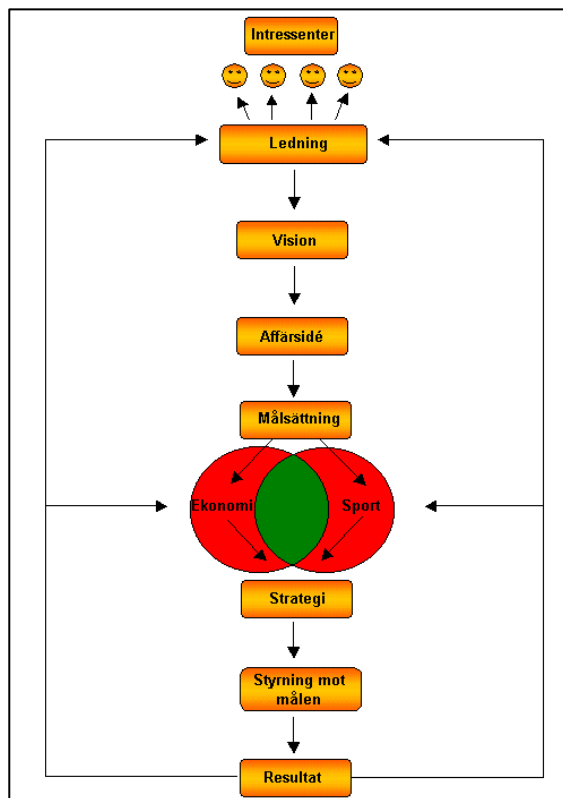 Intressenter
Ledning
Vision
Affärsidé
Målsättning
Ekonomi
Sport
Strategi
Styrning mot
målen
Resultat